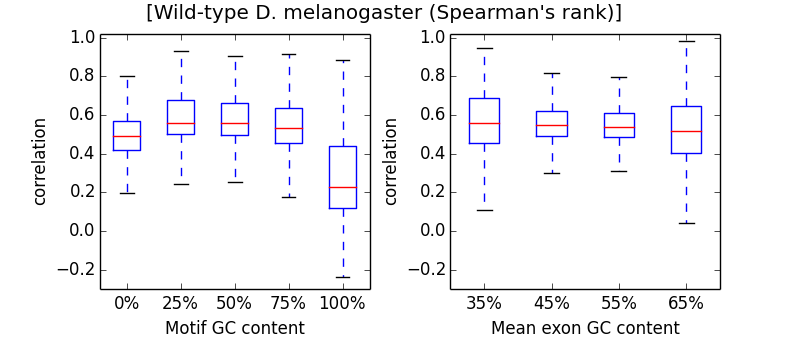 [Wild-type D. melanogaster (Spearman's rank)]
1.0
0.8
0.6
0.4
0.2
0.0
−0.2
correlation
0% 25% 50% 75% 100%
Motif GC content
1.0
0.8
0.6
0.4
0.2
0.0
−0.2
correlation
35% 45% 55% 65%
Mean exon GC content